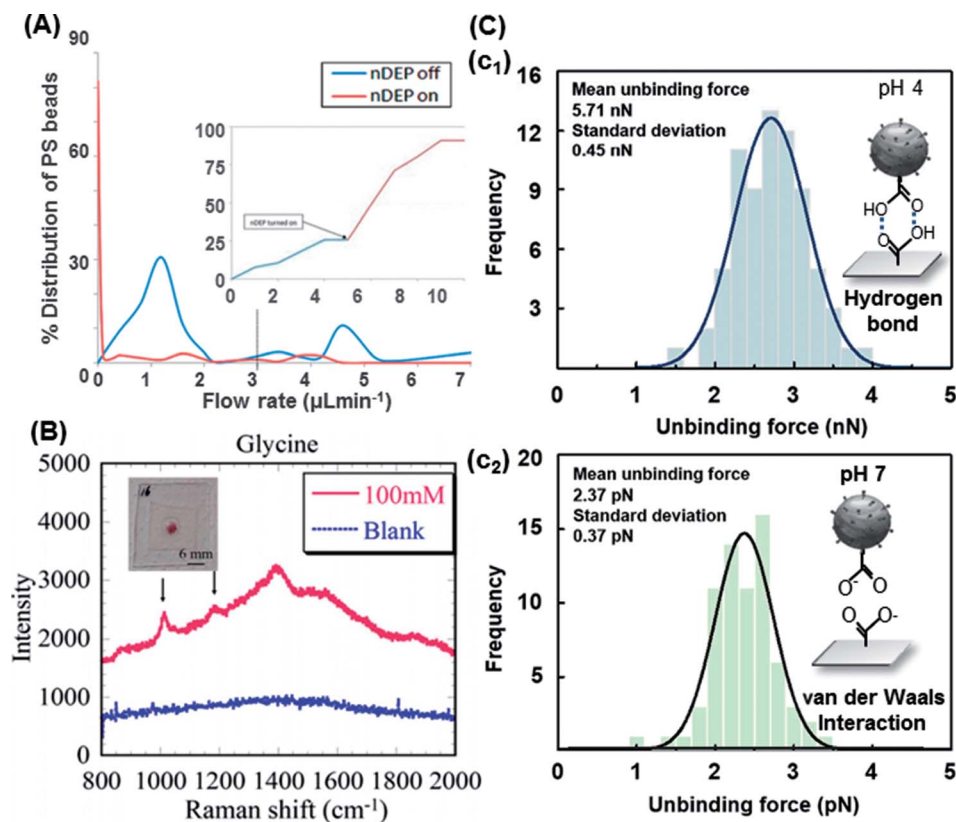 (A)
90
60
30
0
% Distribution of PS beads
nDEP off
nDEP on
100
75
50
25
0
nDEP turned on
0 2 4 6 8 10
0 1 2 3 4 5 6 7
Flow rate (µLmin-1)
(B)
Glycine
5000
4000
3000
2000
1000
0
Intensity
100mM
Blank
6 mm
800 1000 1200 1400 1600 1800 2000
Raman shift (cm-1)
(C)
(c1)
16
12
9
6
3
Frequency
Mean unbinding force
5.71 nN
Standard deviation
0.45 nN
pH 4
HO
O
O
OH
Hydrogen
bond
0 1 2 3 4 5
Unbinding force (nN)
(c2)
20
15
10
5
0
Frequency
Mean unbinding force
2.37 pN
Standard deviation
0.37 pN
pH 7
O-
O
O
O-
van der Waals
Interaction
0 1 2 3 4 5
Unbinding force (pN)